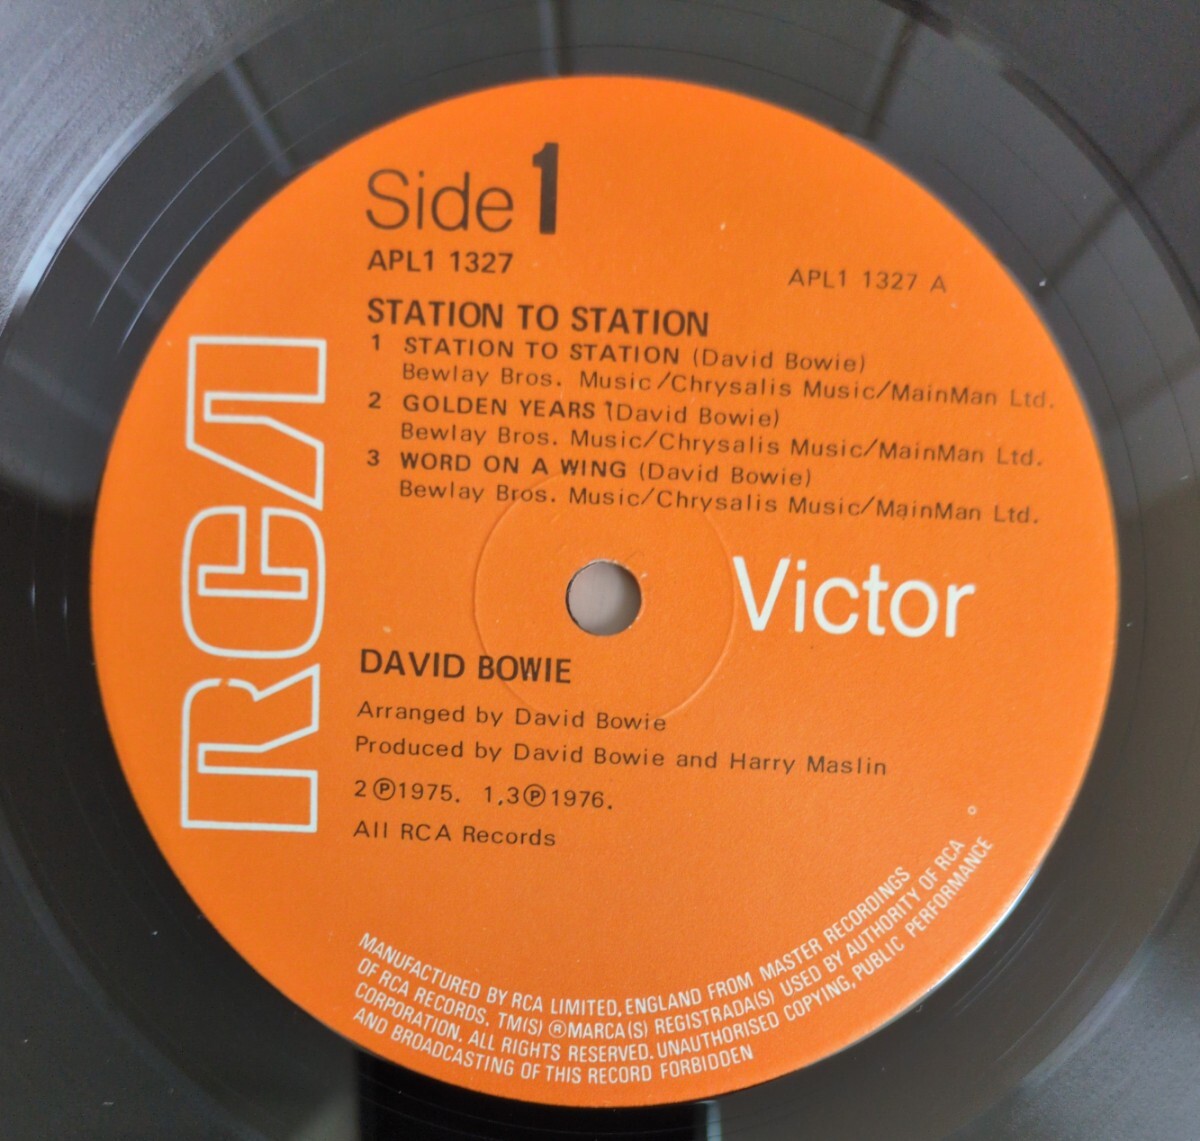 Side 1
APL1 1327
APL1 1327 A
STATION TO STATION
1 STATION TO STATION (David Bowie)
Bewlay Bros. Music/Chrysalis Music/MainMan Ltd.
2 GOLDEN YEARS (David Bowie)
Bewlay Bros. Music/Chrysalis Music/MainMan Ltd.
3 WORD ON A WING (David Bowie)
Bewlay Bros. Music/Chrysalis Music/MainMan Ltd.
RCA
Victor
DAVID BOWIE
Arranged by David Bowie
Produced by David Bowie and Harry Maslin
2 ℗ 1975. 1,3 ℗ 1976.
All RCA Records
MANUFACTURED BY RCA LIMITED, ENGLAND FROM MASTER RECORDINGS
OF RCA RECORDS. TM(S) ® MARCA(S) REGISTRADA(S) USED BY AUTHORITY OF RCA
CORPORATION. ALL RIGHTS RESERVED. UNAUTHORISED COPYING, PUBLIC PERFORMANCE
AND BROADCASTING OF THIS RECORD FORBIDDEN